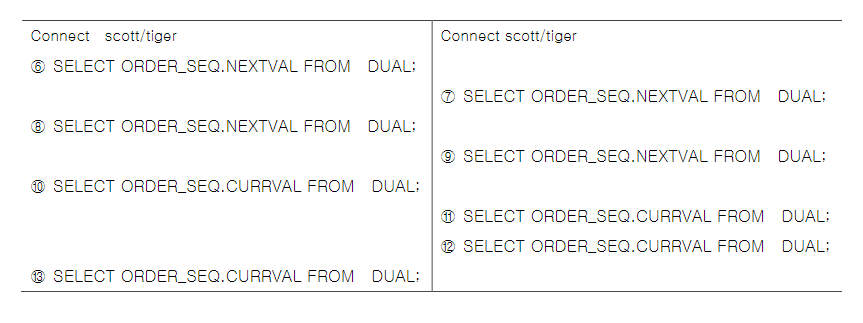 Connect scott/tiger
⑥ SELECT ORDER_SEQ.NEXTVAL FROM DUAL;
⑧ SELECT ORDER_SEQ.NEXTVAL FROM DUAL;
⑩ SELECT ORDER_SEQ.CURRVAL FROM DUAL;
⑬ SELECT ORDER_SEQ.CURRVAL FROM DUAL;
Connect scott/tiger
⑦ SELECT ORDER_SEQ.NEXTVAL FROM DUAL;
⑨ SELECT ORDER_SEQ.NEXTVAL FROM DUAL;
⑪ SELECT ORDER_SEQ.CURRVAL FROM DUAL;
⑫ SELECT ORDER_SEQ.CURRVAL FROM DUAL;